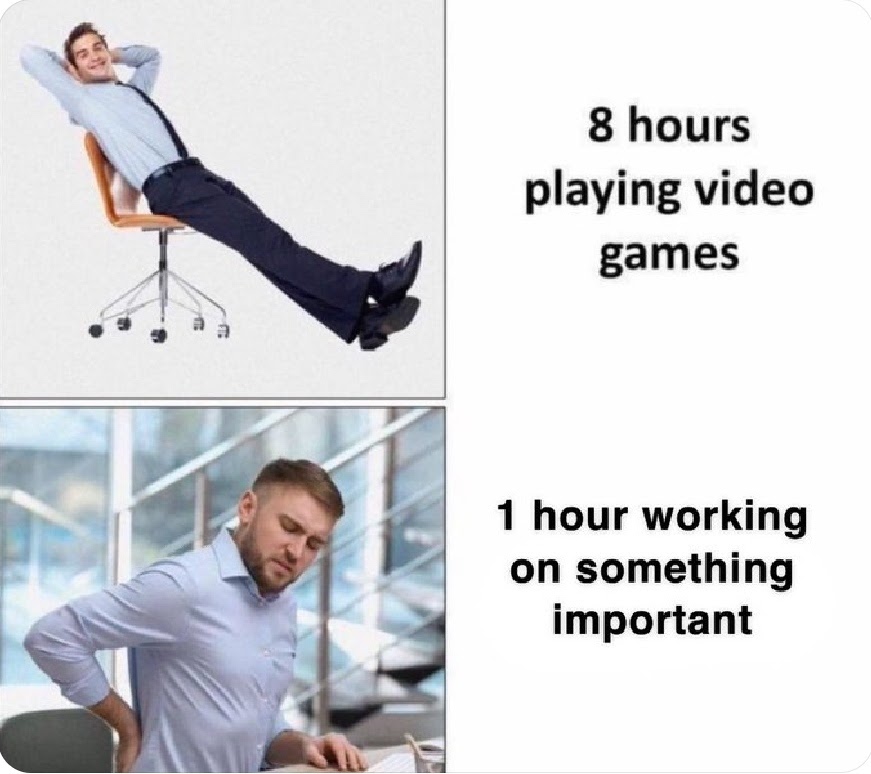 8 hours
playing video
games
1 hour working
on something
important